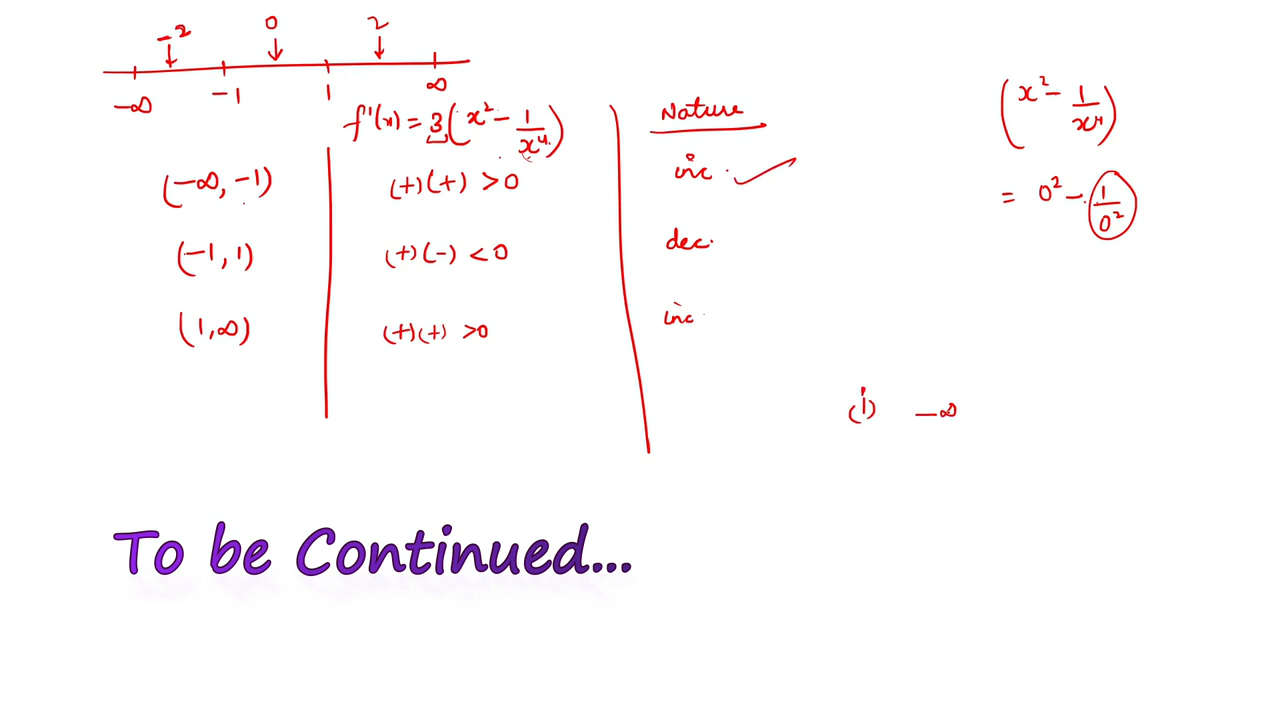 -2 0 2
-∞ -1 1 ∞
f'(x) = 3(x² - 1/x⁴) Nature
(-∞, -1) (+)(+) > 0 inc.
(-1, 1) (+)(-) < 0 dec.
(1, ∞) (+)(+) > 0 inc.
(x² - 1/x⁴)
= 0² - 1/0²
(i) -∞
To be Continued...